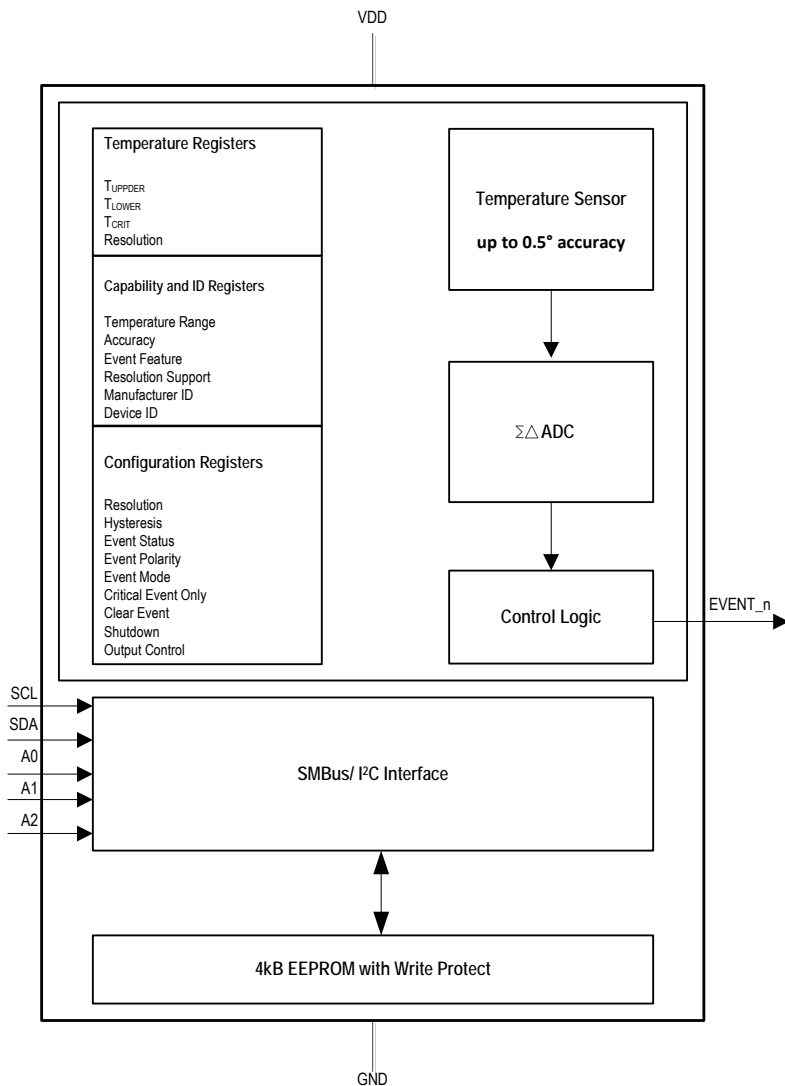 VDD
Temperature Registers
TUPPDER
TLOWER
TCRIT
Resolution
Capability and ID Registers
Temperature Range
Accuracy
Event Feature
Resolution Support
Manufacturer ID
Device ID
Configuration Registers
Resolution
Hysteresis
Event Status
Event Polarity
Event Mode
Critical Event Only
Clear Event
Shutdown
Output Control
Temperature Sensor
up to 0.5° accuracy
Σ△ ADC
Control Logic
EVENT_n
SCL
SDA
A0
A1
A2
SMBus/ I²C Interface
4kB EEPROM with Write Protect
GND